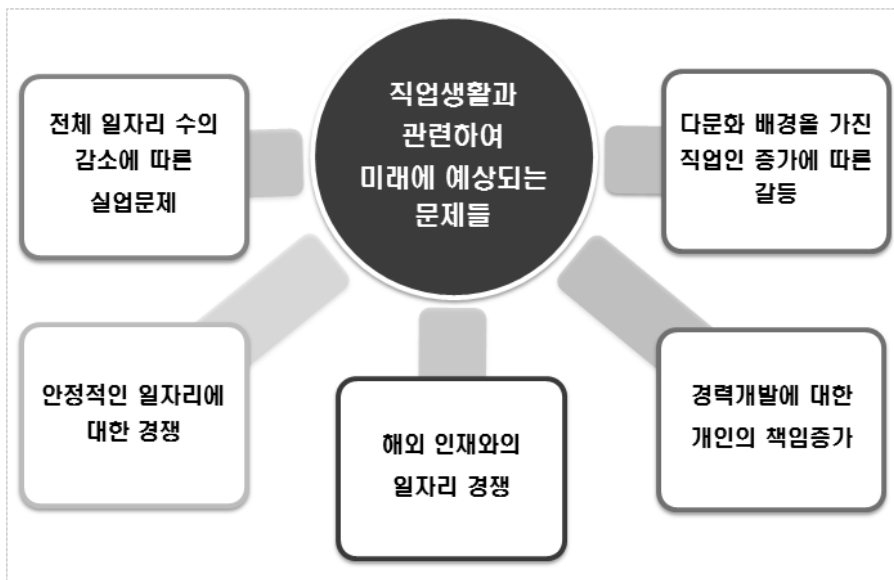 직업생활과
관련하여
미래에 예상되는
문제들
전체 일자리 수의
감소에 따른
실업문제
다문화 배경을 가진
직업인 증가에 따른
갈등
안정적인 일자리에
대한 경쟁
해외 인재와의
일자리 경쟁
경력개발에 대한
개인의 책임증가